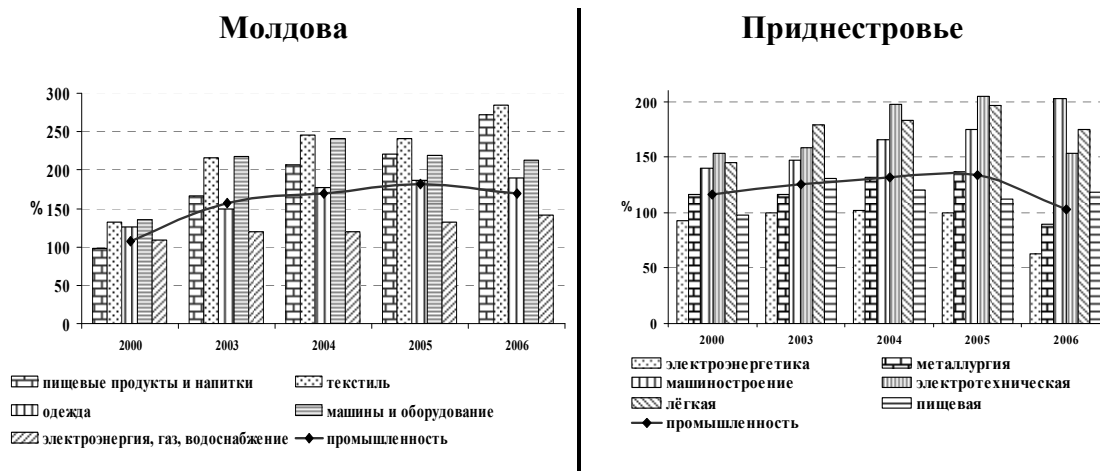 Молдова
300
250
200
150
100
50
0
%
2000 2003 2004 2005 2006
пищевые продукты и напитки текстиль
одежда машины и оборудование
электроэнергия, газ, водоснабжение промышленность
Приднестровье
200
150
100
50
0
%
2000 2003 2004 2005 2006
электроэнергетика металлургия
машиностроение электротехническая
лёгкая пищевая
промышленность